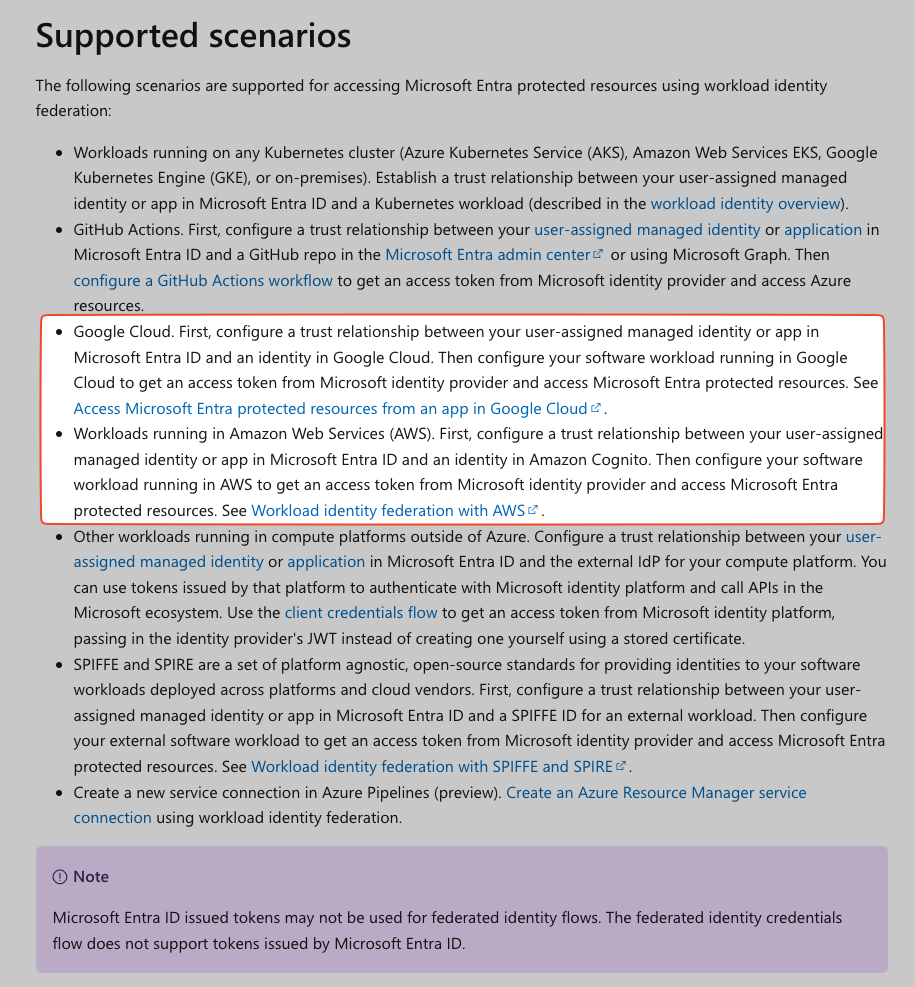 Supported scenarios
The following scenarios are supported for accessing Microsoft Entra protected resources using workload identity
federation:
Workloads running on any Kubernetes cluster (Azure Kubernetes Service (AKS), Amazon Web Services EKS, Google
Kubernetes Engine (GKE), or on-premises). Establish a trust relationship between your user-assigned managed
identity or app in Microsoft Entra ID and a Kubernetes workload (described in the workload identity overview).
GitHub Actions. First, configure a trust relationship between your user-assigned managed identity or application in
Microsoft Entra ID and a GitHub repo in the Microsoft Entra admin center or using Microsoft Graph. Then
configure a GitHub Actions workflow to get an access token from Microsoft identity provider and access Azure
resources.
Google Cloud. First, configure a trust relationship between your user-assigned managed identity or app in
Microsoft Entra ID and an identity in Google Cloud. Then configure your software workload running in Google
Cloud to get an access token from Microsoft identity provider and access Microsoft Entra protected resources. See
Access Microsoft Entra protected resources from an app in Google Cloud.
Workloads running in Amazon Web Services (AWS). First, configure a trust relationship between your user-assigned
managed identity or app in Microsoft Entra ID and an identity in Amazon Cognito. Then configure your software
workload running in AWS to get an access token from Microsoft identity provider and access Microsoft Entra
protected resources. See Workload identity federation with AWS.
Other workloads running in compute platforms outside of Azure. Configure a trust relationship between your user-
assigned managed identity or application in Microsoft Entra ID and the external IdP for your compute platform. You
can use tokens issued by that platform to authenticate with Microsoft identity platform and call APIs in the
Microsoft ecosystem. Use the client credentials flow to get an access token from Microsoft identity platform,
passing in the identity provider's JWT instead of creating one yourself using a stored certificate.
SPIFFE and SPIRE are a set of platform agnostic, open-source standards for providing identities to your software
workloads deployed across platforms and cloud vendors. First, configure a trust relationship between your user-
assigned managed identity or app in Microsoft Entra ID and a SPIFFE ID for an external workload. Then configure
your external software workload to get an access token from Microsoft identity provider and access Microsoft Entra
protected resources. See Workload identity federation with SPIFFE and SPIRE.
Create a new service connection in Azure Pipelines (preview). Create an Azure Resource Manager service
connection using workload identity federation.
Note
Microsoft Entra ID issued tokens may not be used for federated identity flows. The federated identity credentials
flow does not support tokens issued by Microsoft Entra ID.